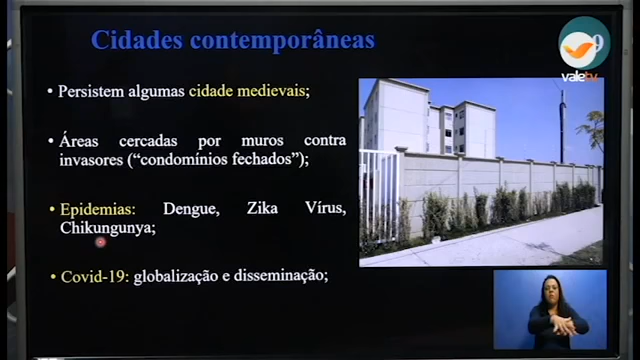 Cidades contemporâneas
valetv
• Persistem algumas cidade medievais;
• Áreas cercadas por muros contra
invasores (“condomínios fechados”);
• Epidemias: Dengue, Zika Vírus,
Chikungunya;
• Covid-19: globalização e disseminação;